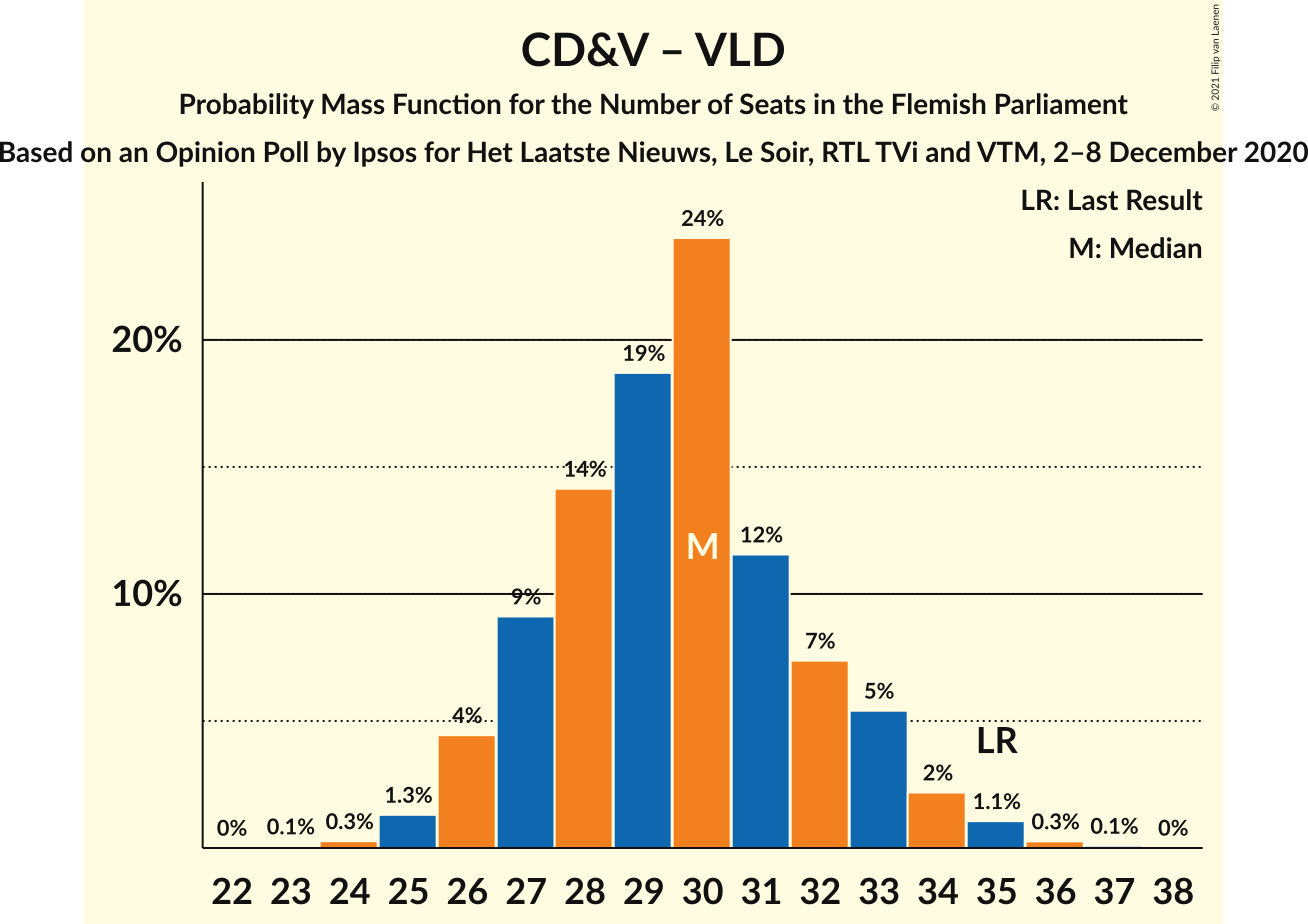 CD&V – VLD
Probability Mass Function for the Number of Seats in the Flemish Parliament
Based on an Opinion Poll by Ipsos for Het Laatste Nieuws, Le Soir, RTL TVi and VTM, 2–8 December 2020
© 2021 Filip van Laenen
LR: Last Result
M: Median
24%
20%
19%
14%
M
12%
10%
9%
7%
5%
4%
LR
2%
1.3%
1.1%
0% 0.1% 0.3% 0.3% 0.1% 0%
22 23 24 25 26 27 28 29 30 31 32 33 34 35 36 37 38